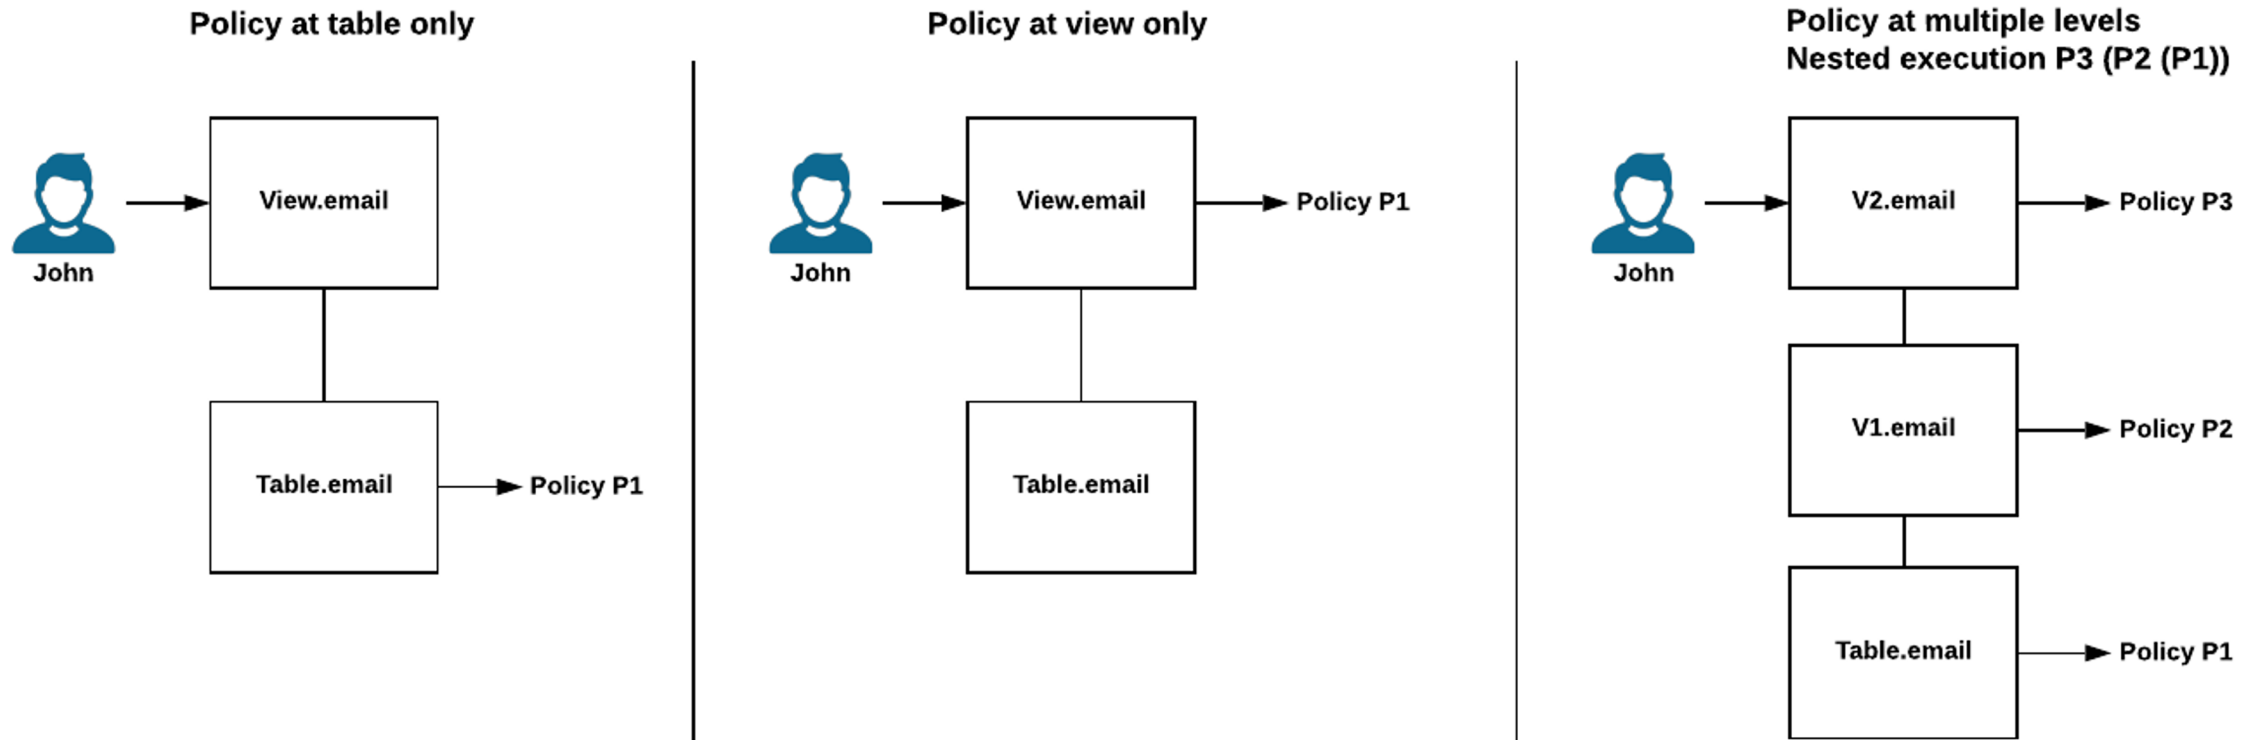 Policy at table only
View.email
John
Table.email
Policy P1
Policy at view only
View.email
Policy P1
John
Table.email
Policy at multiple levels
Nested execution P3 (P2 (P1))
V2.email
Policy P3
John
V1.email
Policy P2
Table.email
Policy P1